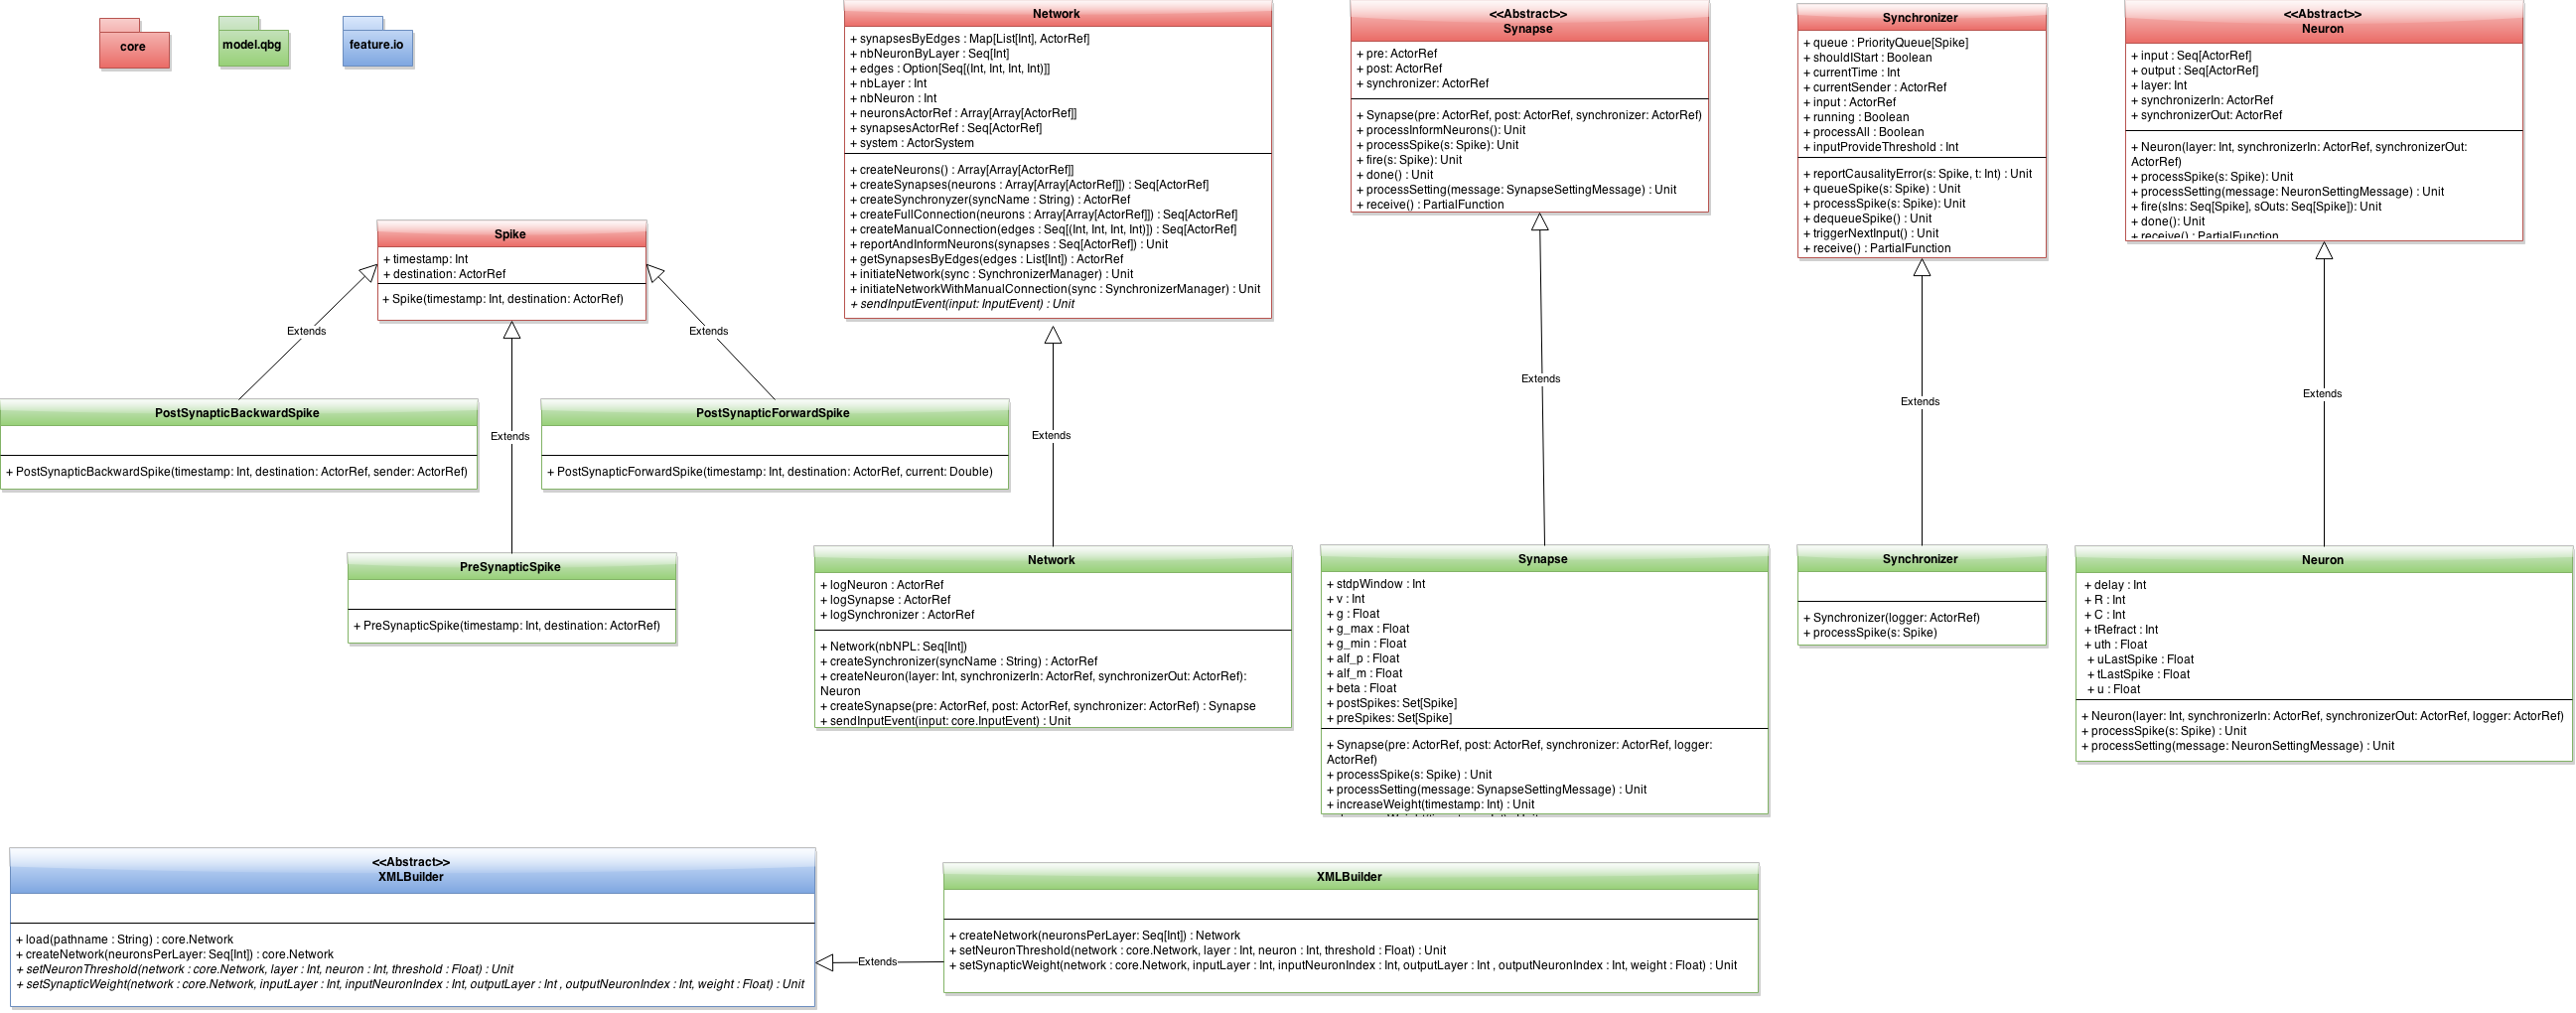 core
model.qbg
feature.io
Network
+ synapsesByEdges : Map[List[Int], ActorRef]
+ nbNeuronByLayer : Seq[Int]
+ edges : Option[Seq[(Int, Int, Int, Int)]]
+ nbLayer : Int
+ nbNeuron : Int
+ neuronsActorRef : Array[Array[ActorRef]]
+ synapsesActorRef : Seq[ActorRef]
+ system : ActorSystem
+ createNeurons() : Array[Array[ActorRef]]
+ createSynapses(neurons : Array[Array[ActorRef]]) : Seq[ActorRef]
+ createSynchronyzer(syncName : String) : ActorRef
+ createFullConnection(neurons : Array[Array[ActorRef]]) : Seq[ActorRef]
+ createManualConnection(edges : Seq[(Int, Int, Int, Int)]) : Seq[ActorRef]
+ reportAndInformNeurons(synapses : Seq[ActorRef]) : Unit
+ getSynapsesByEdges(edges : List[Int]) : ActorRef
+ initiateNetwork(sync : SynchronizerManager) : Unit
+ initiateNetworkWithManualConnection(sync : SynchronizerManager) : Unit
+ sendInputEvent(input: InputEvent) : Unit
<<Abstract>>
Synapse
+ pre: ActorRef
+ post: ActorRef
+ synchronizer: ActorRef
+ Synapse(pre: ActorRef, post: ActorRef, synchronizer: ActorRef)
+ processInformNeurons(): Unit
+ processSpike(s: Spike): Unit
+ fire(s: Spike): Unit
+ done() : Unit
+ processSetting(message: SynapseSettingMessage) : Unit
+ receive() : PartialFunction
Synchronizer
+ queue : PriorityQueue[Spike]
+ shouldIStart : Boolean
+ currentTime : Int
+ currentSender : ActorRef
+ input : ActorRef
+ running : Boolean
+ processAll : Boolean
+ inputProvideThreshold : Int
+ reportCausalityError(s: Spike, t: Int) : Unit
+ queueSpike(s: Spike) : Unit
+ processSpike(s: Spike): Unit
+ dequeueSpike() : Unit
+ triggerNextInput() : Unit
+ receive() : PartialFunction
<<Abstract>>
Neuron
+ input : Seq[ActorRef]
+ output : Seq[ActorRef]
+ layer: Int
+ synchronizerIn: ActorRef
+ synchronizerOut: ActorRef
+ Neuron(layer: Int, synchronizerIn: ActorRef, synchronizerOut:
ActorRef)
+ processSpike(s: Spike): Unit
+ processSetting(message: NeuronSettingMessage) : Unit
+ fire(sIns: Seq[Spike], sOuts: Seq[Spike]): Unit
+ done(): Unit
+ receive() : PartialFunction
Spike
+ timestamp: Int
+ destination: ActorRef
+ Spike(timestamp: Int, destination: ActorRef)
Extends
Extends
Extends
Extends
Extends
Extends
Extends
PostSynapticBackwardSpike
+ PostSynapticBackwardSpike(timestamp: Int, destination: ActorRef, sender: ActorRef)
PostSynapticForwardSpike
+ PostSynapticForwardSpike(timestamp: Int, destination: ActorRef, current: Double)
PreSynapticSpike
+ PreSynapticSpike(timestamp: Int, destination: ActorRef)
Network
+ logNeuron : ActorRef
+ logSynapse : ActorRef
+ logSynchronizer : ActorRef
+ Network(nbNPL: Seq[Int])
+ createSynchronizer(syncName : String) : ActorRef
+ createNeuron(layer: Int, synchronizerIn: ActorRef, synchronizerOut: ActorRef):
Neuron
+ createSynapse(pre: ActorRef, post: ActorRef, synchronizer: ActorRef) : Synapse
+ sendInputEvent(input: core.InputEvent) : Unit
Synapse
+ stdpWindow : Int
+ v : Int
+ g : Float
+ g_max : Float
+ g_min : Float
+ alf_p : Float
+ alf_m : Float
+ beta : Float
+ postSpikes: Set[Spike]
+ preSpikes: Set[Spike]
+ Synapse(pre: ActorRef, post: ActorRef, synchronizer: ActorRef, logger:
ActorRef)
+ processSpike(s: Spike) : Unit
+ processSetting(message: SynapseSettingMessage) : Unit
+ increaseWeight(timestamp: Int) : Unit
Synchronizer
+ Synchronizer(logger: ActorRef)
+ processSpike(s: Spike)
Neuron
+ delay : Int
+ R : Int
+ C : Int
+ tRefract : Int
+ uth : Float
+ uLastSpike : Float
+ tLastSpike : Float
+ u : Float
+ Neuron(layer: Int, synchronizerIn: ActorRef, synchronizerOut: ActorRef, logger: ActorRef)
+ processSpike(s: Spike) : Unit
+ processSetting(message: NeuronSettingMessage) : Unit
<<Abstract>>
XMLBuilder
+ load(pathname : String) : core.Network
+ createNetwork(neuronsPerLayer: Seq[Int]) : core.Network
+ setNeuronThreshold(network : core.Network, layer : Int, neuron : Int, threshold : Float) : Unit
+ setSynapticWeight(network : core.Network, inputLayer : Int, inputNeuronIndex : Int, outputLayer : Int , outputNeuronIndex : Int, weight : Float) : Unit
Extends
XMLBuilder
+ createNetwork(neuronsPerLayer: Seq[Int]) : Network
+ setNeuronThreshold(network : core.Network, layer : Int, neuron : Int, threshold : Float) : Unit
+ setSynapticWeight(network : core.Network, inputLayer : Int, inputNeuronIndex : Int, outputLayer : Int , outputNeuronIndex : Int, weight : Float) : Unit